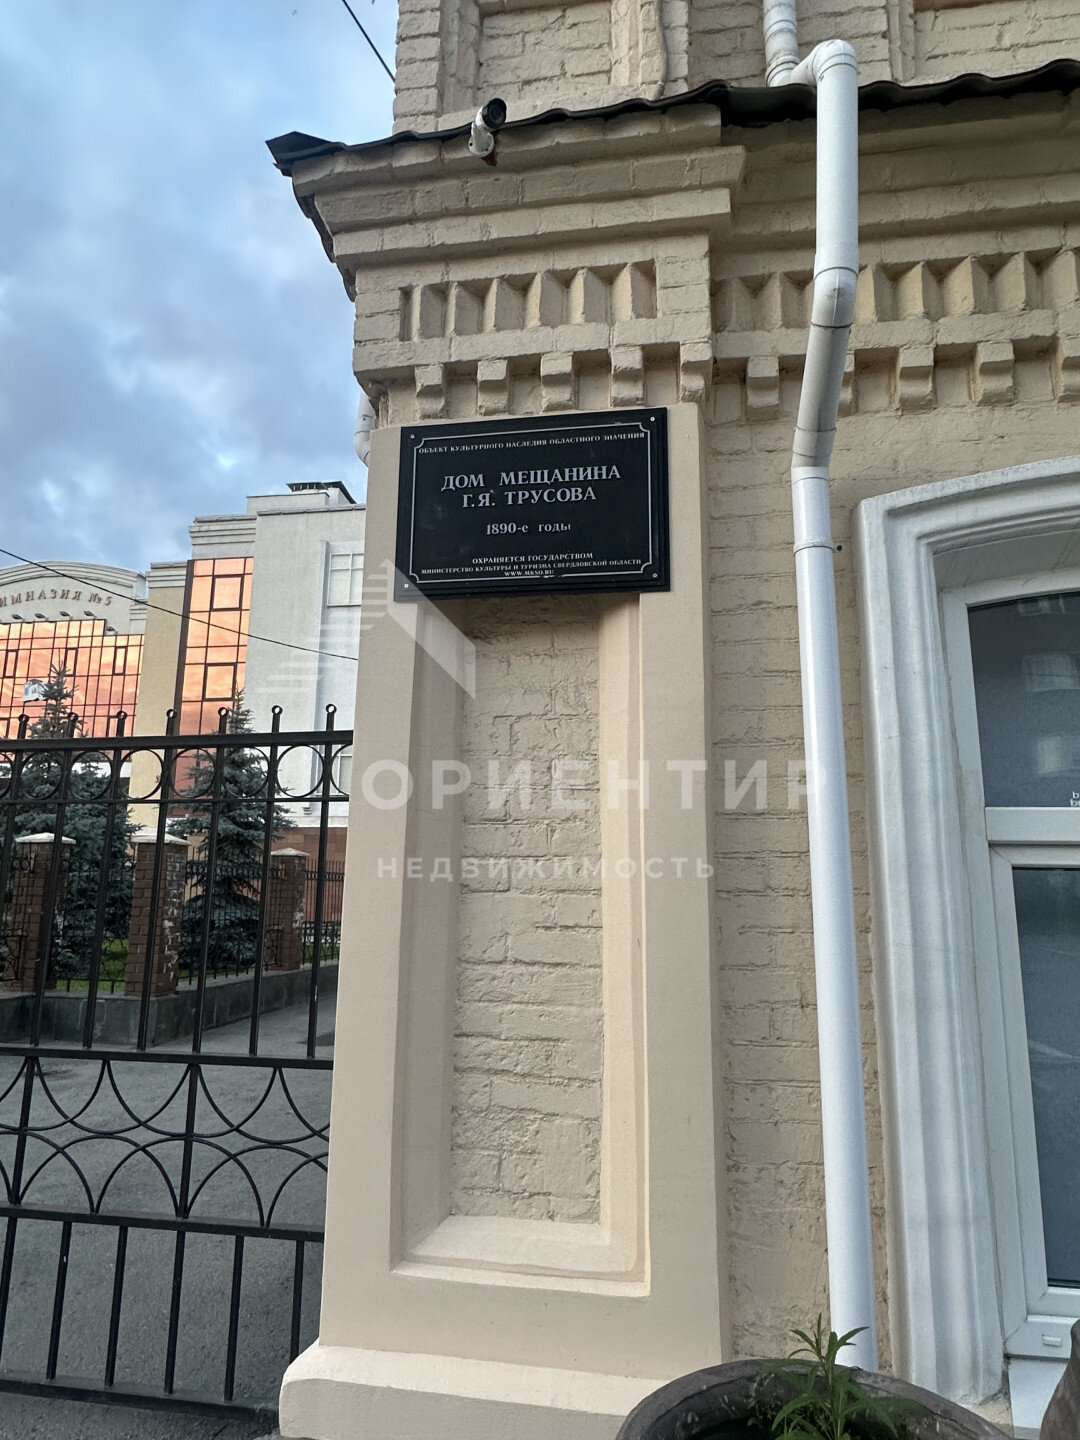 ОБЪЕКТ КУЛЬТУРНОГО НАСЛЕДИЯ ОБЛАСТНОГО ЗНАЧЕНИЯ
ДОМ МЕЩАНИНА
Г.Я. ТРУСОВА
1890-е годы
ОХРАНЯЕТСЯ ГОСУДАРСТВОМ
МИНИСТЕРСТВО КУЛЬТУРЫ И ТУРИЗМА СВЕРДЛОВСКОЙ ОБЛАСТИ
WWW.MKSO.RU
ИМНАЗИЯ №5
ОРИЕНТИР
НЕДВИЖИМОСТЬ